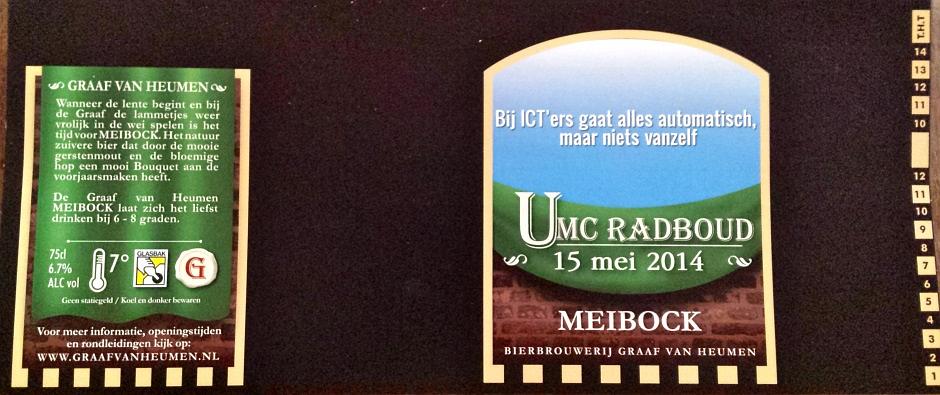 GRAAF VAN HEUMEN
Wanneer de lente begint en bij
de Graaf de lammetjes weer
vrolijk in de wei spelen is het
tijd voor MEIBOCK. Het natuur
zuivere bier dat door de mooie
gerstenmout en de bloemige
hop een mooi Bouquet aan de
voorjaarsmaken heeft.
De Graaf van Heumen
MEIBOCK laat zich het liefst
drinken bij 6 - 8 graden.
75cl
6.7%
ALC vol
7°
GLASBAK
G
Geen statiegeld / Koel en donker bewaren
Voor meer informatie, openingstijden
en rondleidingen kijk op:
WWW.GRAAFVANHEUMEN.NL
Bij ICT'ers gaat alles automatisch,
maar niets vanzelf
UMC RADBOUD
15 mei 2014
MEIBOCK
BIERBROUWERIJ GRAAF VAN HEUMEN
T.H.T
14
13
12
11
10
12
11
10
9
8
7
6
5
4
3
2
1